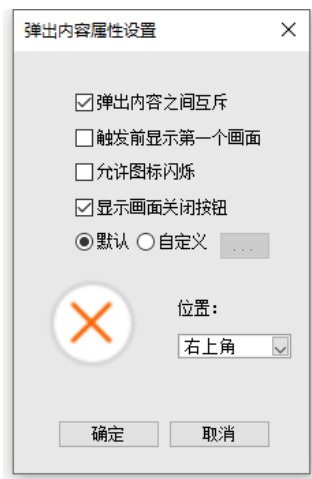 弹出内容属性设置
弹出内容之间互斥
触发前显示第一个画面
允许图标闪烁
显示画面关闭按钮
默认 自定义 ...
位置：
右上角
确定 取消